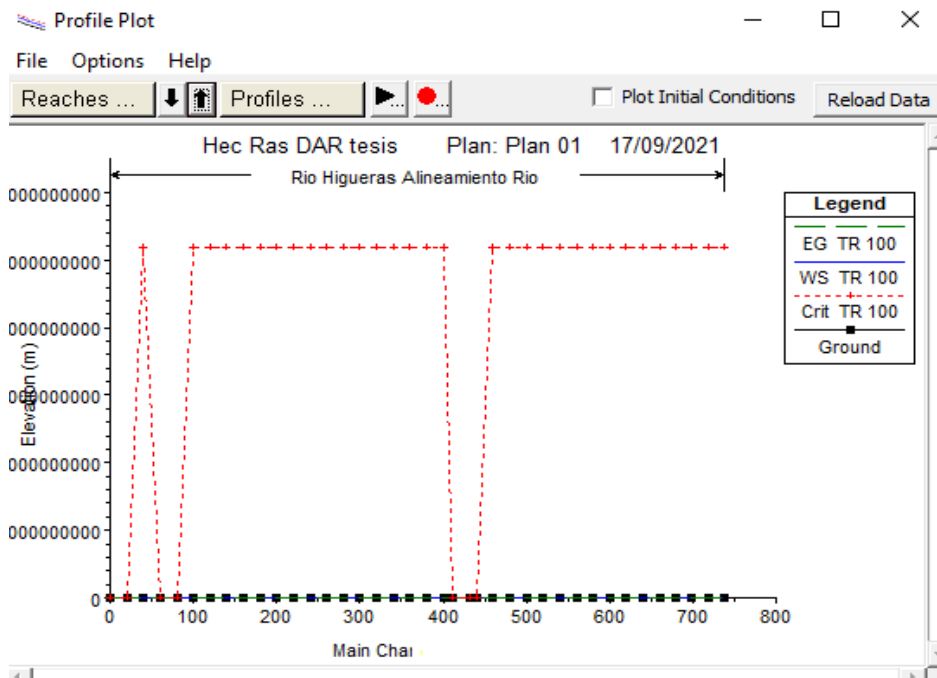 Profile Plot
File Options Help
Reaches ... Profiles ... Plot Initial Conditions Reload Data
Hec Ras DAR tesis Plan: Plan 01 17/09/2021
Rio Higueras Alineamiento Rio
Legend
EG TR 100
WS TR 100
Crit TR 100
Ground
Elevation (m)
000000000
000000000
000000000
000000000
000000000
000000000
0
0 100 200 300 400 500 600 700 800
Main